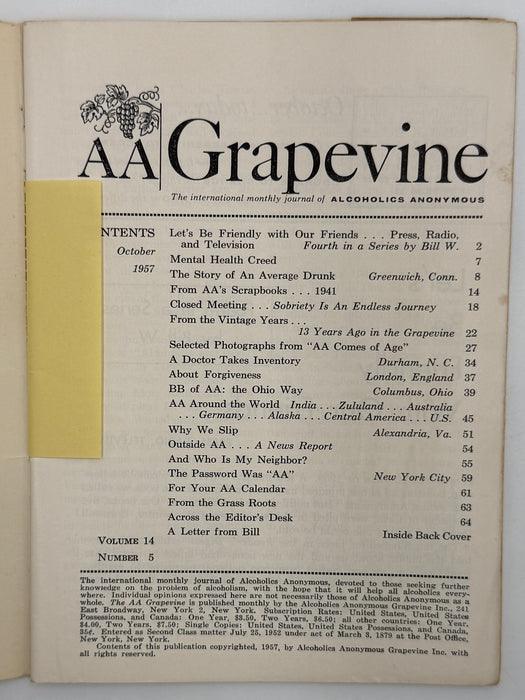 AA Grapevine
The international monthly journal of ALCOHOLICS ANONYMOUS
NTENTS
October
1957
Let's Be Friendly with Our Friends . . . Press, Radio,
and Television Fourth in a Series by Bill W. 2
Mental Health Creed 7
The Story of An Average Drunk Greenwich, Conn. 8
From AA's Scrapbooks . . . 1941 14
Closed Meeting . . . Sobriety Is An Endless Journey 18
From the Vintage Years . . .
13 Years Ago in the Grapevine 22
Selected Photographs from "AA Comes of Age" 27
A Doctor Takes Inventory Durham, N. C. 34
About Forgiveness London, England 37
BB of AA: the Ohio Way Columbus, Ohio 39
AA Around the World India . . . Zululand . . . Australia
. . . Germany . . . Alaska . . . Central America . . . U.S. 45
Why We Slip Alexandria, Va. 51
Outside AA . . . A News Report 54
And Who Is My Neighbor? 55
The Password Was "AA" New York City 59
For Your AA Calendar 61
From the Grass Roots 63
Across the Editor's Desk 64
A Letter from Bill Inside Back Cover
VOLUME 14
NUMBER 5
The international monthly journal of Alcoholics Anonymous, devoted to those seeking further
knowledge on the problem of alcoholism, with the hope that it will help all alcoholics every-
where. Individual opinions expressed here are not necessarily those of Alcoholics Anonymous as a
whole. The AA Grapevine is published monthly by the Alcoholics Anonymous Grapevine Inc., 241
East Broadway, New York 2, New York. Subscription Rates: United States, United States
Possessions, and Canada: One Year, $3.50, Two Years, $6.50; all other countries: One Year,
$4.00, Two Years, $7.50; Single Copies: United States, United States Possessions, and Canada,
35¢. Entered as Second Class matter July 25, 1952 under act of March 3, 1879 at the Post Office,
New York, New York.
Contents of this publication copyrighted, 1957, by Alcoholics Anonymous Grapevine Inc. with
all rights reserved.